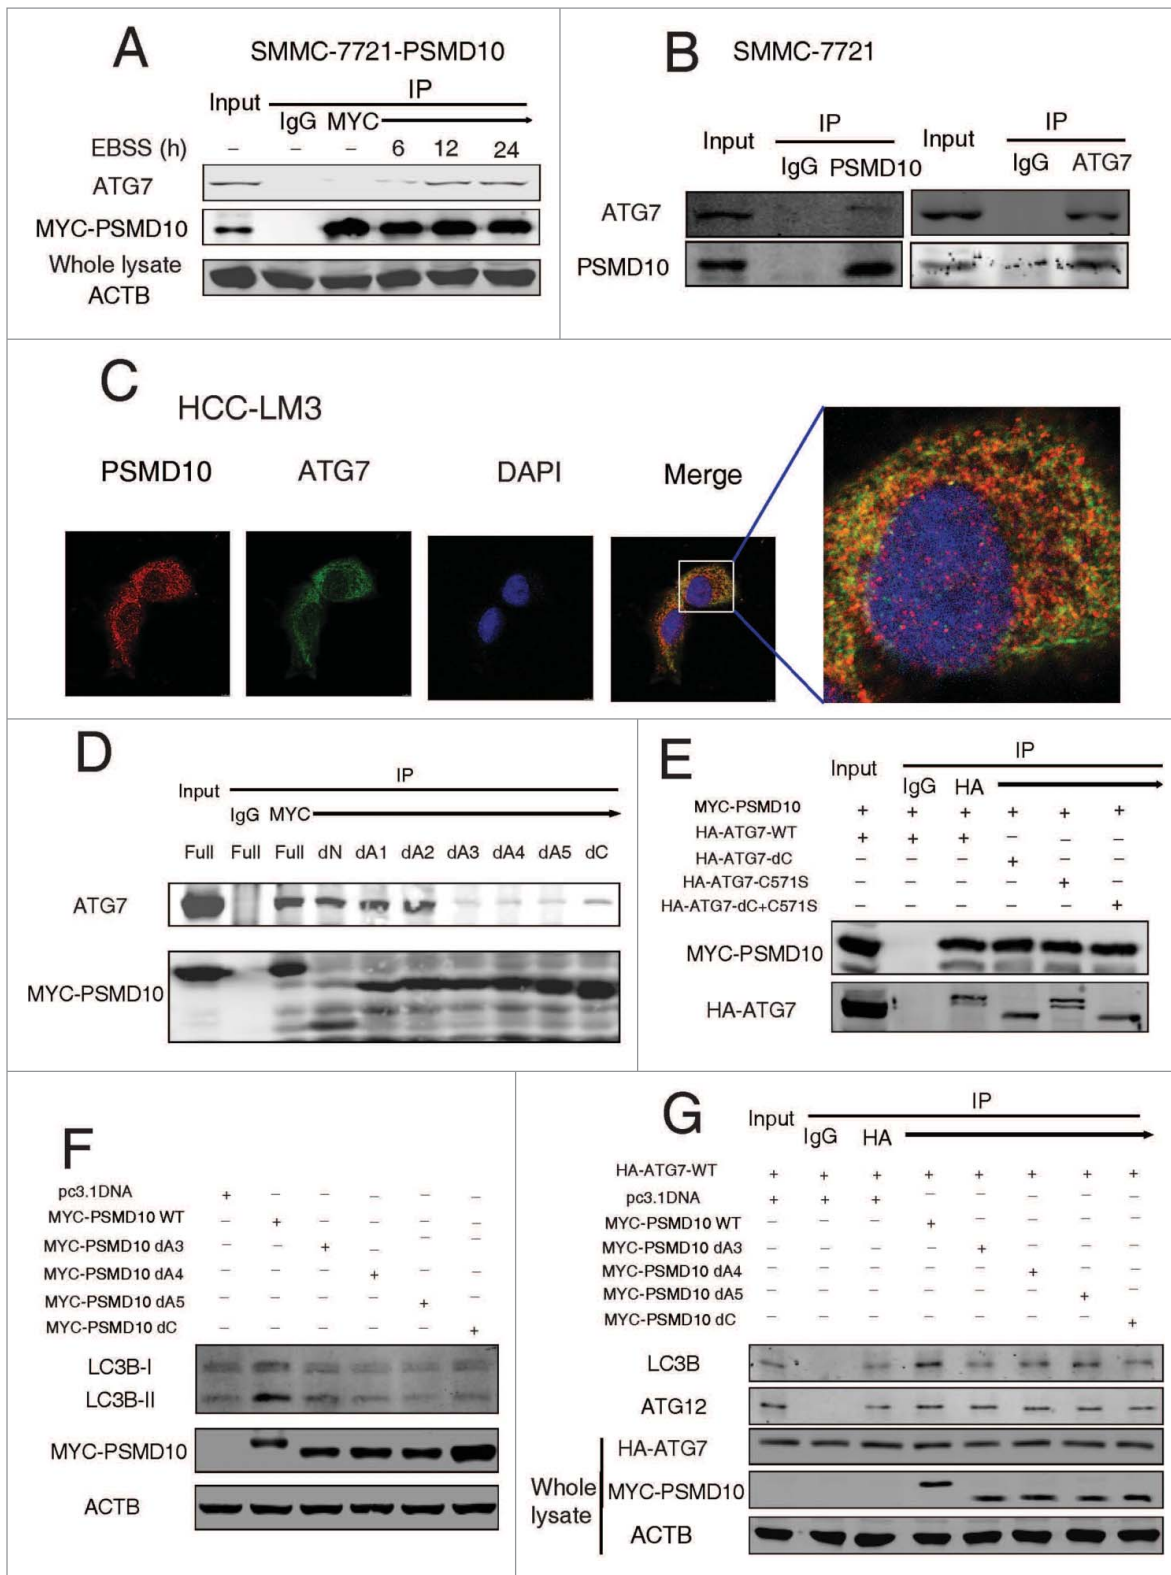 A
SMMC-7721-PSMD10
IP
Input
IgG MYC
EBSS (h) – – – 6 12 24
ATG7
MYC-PSMD10
Whole lysate
ACTB
B SMMC-7721
IP
Input
IgG PSMD10
IP
Input
IgG ATG7
ATG7
PSMD10
C
HCC-LM3
PSMD10 ATG7 DAPI Merge
D
IP
Input
IgG MYC
Full Full Full dN dA1 dA2 dA3 dA4 dA5 dC
ATG7
MYC-PSMD10
E
IP
Input
IgG HA
MYC-PSMD10 + + + + + +
HA-ATG7-WT + + + – – –
HA-ATG7-dC – – – + – –
HA-ATG7-C571S – – – – + –
HA-ATG7-dC+C571S – – – – – +
MYC-PSMD10
HA-ATG7
F
pc3.1DNA + – – – – –
MYC-PSMD10 WT – + – – – –
MYC-PSMD10 dA3 – – + – – –
MYC-PSMD10 dA4 – – – + – –
MYC-PSMD10 dA5 – – – – + –
MYC-PSMD10 dC – – – – – +
LC3B-I
LC3B-II
MYC-PSMD10
ACTB
G
IP
Input
IgG HA
HA-ATG7-WT + + + + + + + +
pc3.1DNA + + + – – – – –
MYC-PSMD10 WT – – – + – – – –
MYC-PSMD10 dA3 – – – – + – – –
MYC-PSMD10 dA4 – – – – – + – –
MYC-PSMD10 dA5 – – – – – – + –
MYC-PSMD10 dC – – – – – – – +
LC3B
ATG12
HA-ATG7
Whole lysate
MYC-PSMD10
ACTB